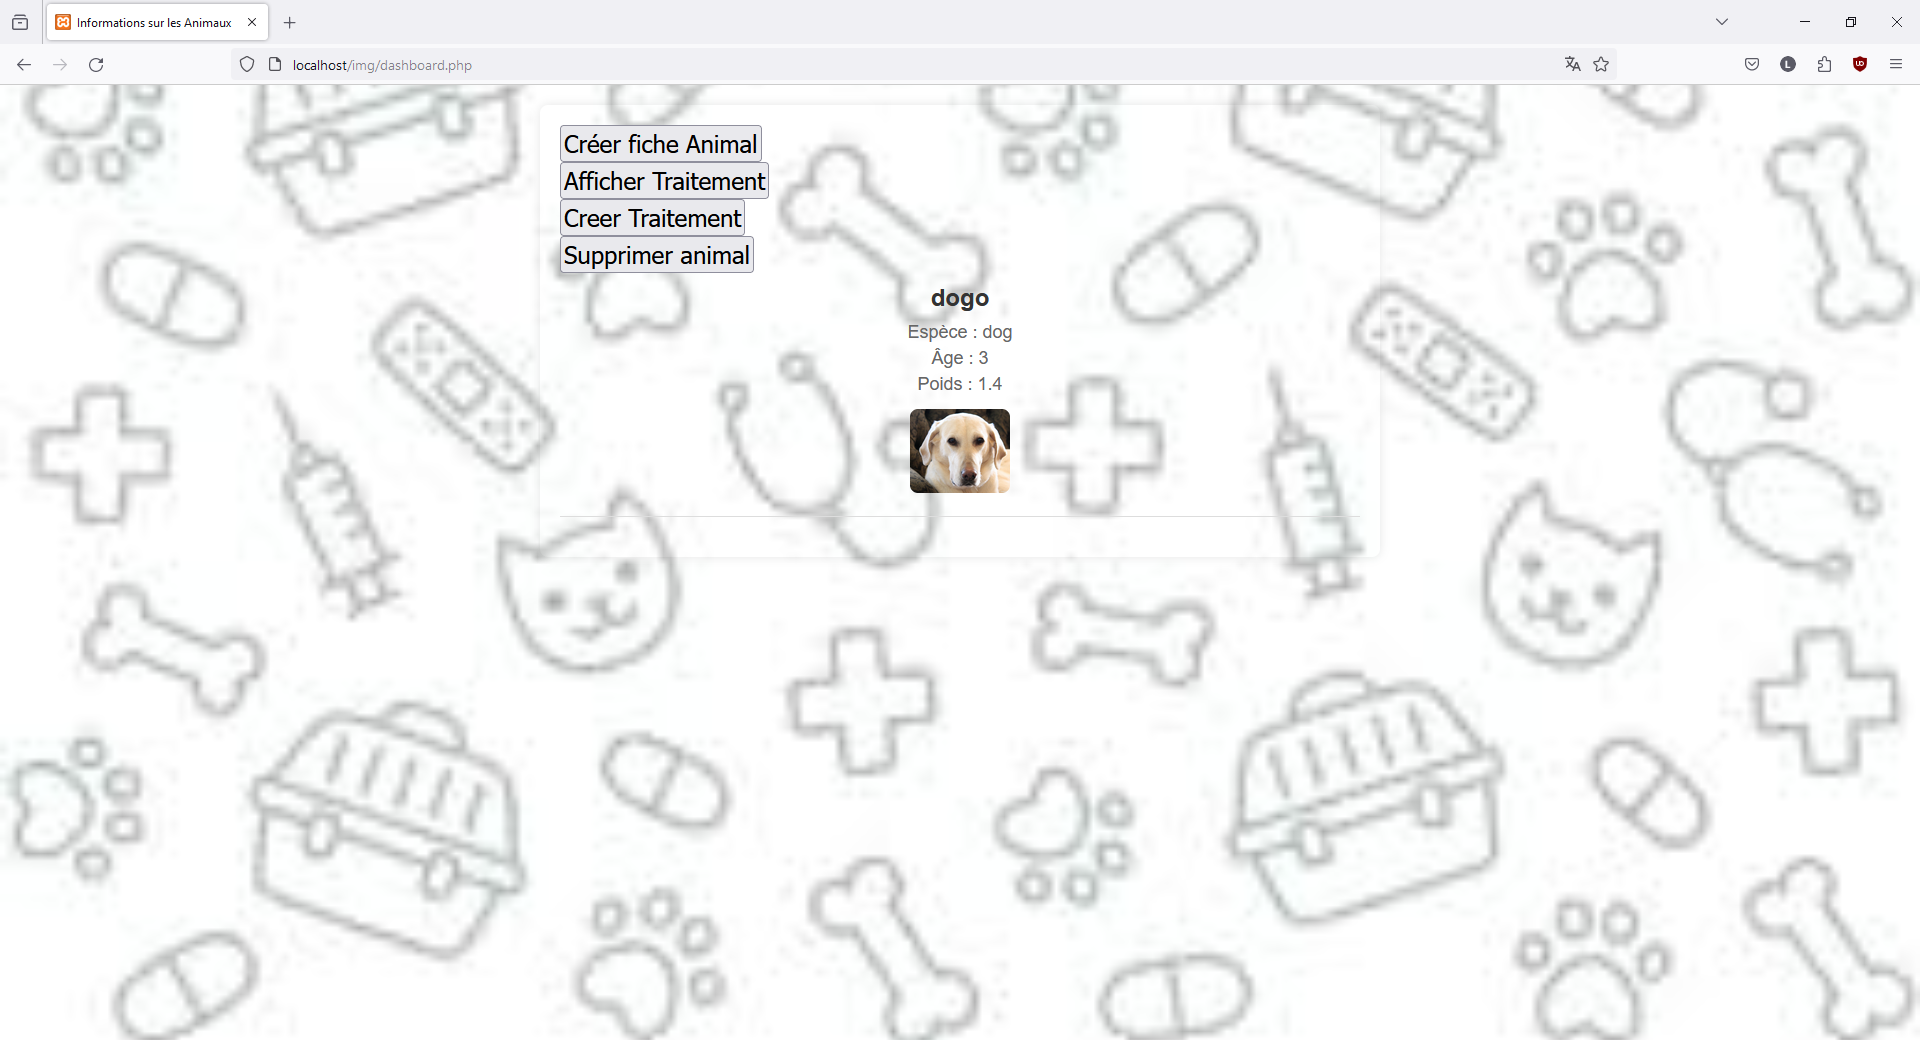 Informations sur les Animaux
localhost/img/dashboard.php
L
Créer fiche Animal
Afficher Traitement
Creer Traitement
Supprimer animal
dogo
Espèce : dog
Âge : 3
Poids : 1.4